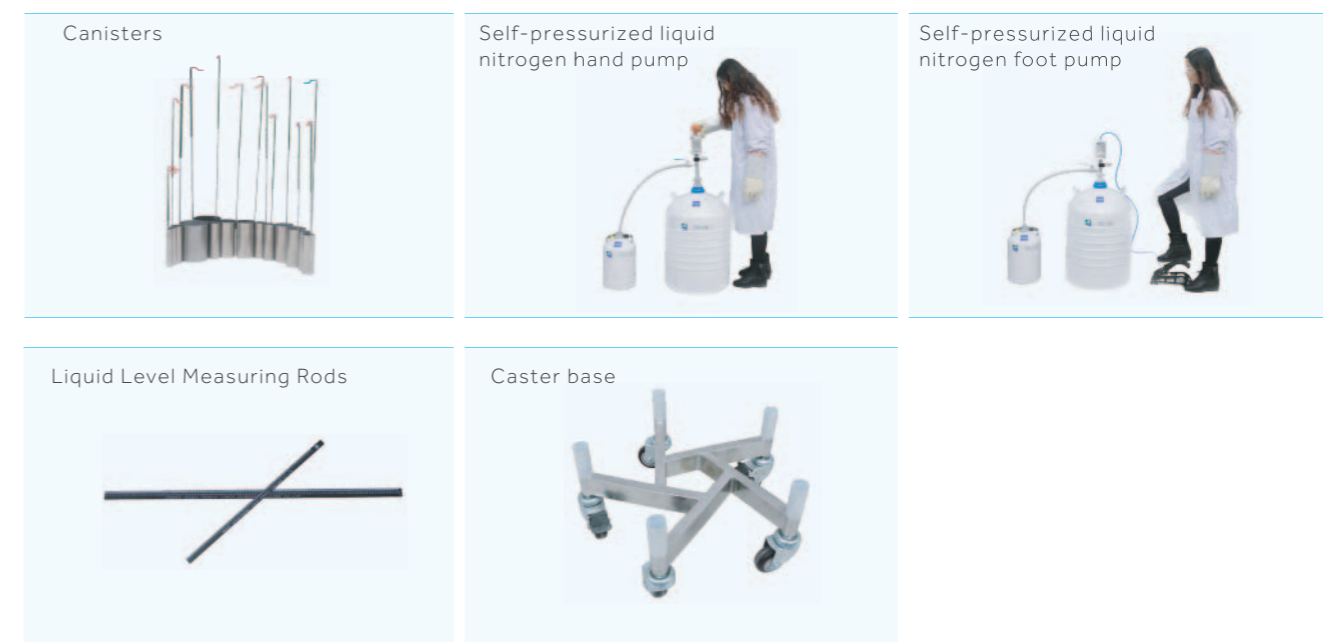 Canisters
Self-pressurized liquid
nitrogen hand pump
Self-pressurized liquid
nitrogen foot pump
Liquid Level Measuring Rods
Caster base